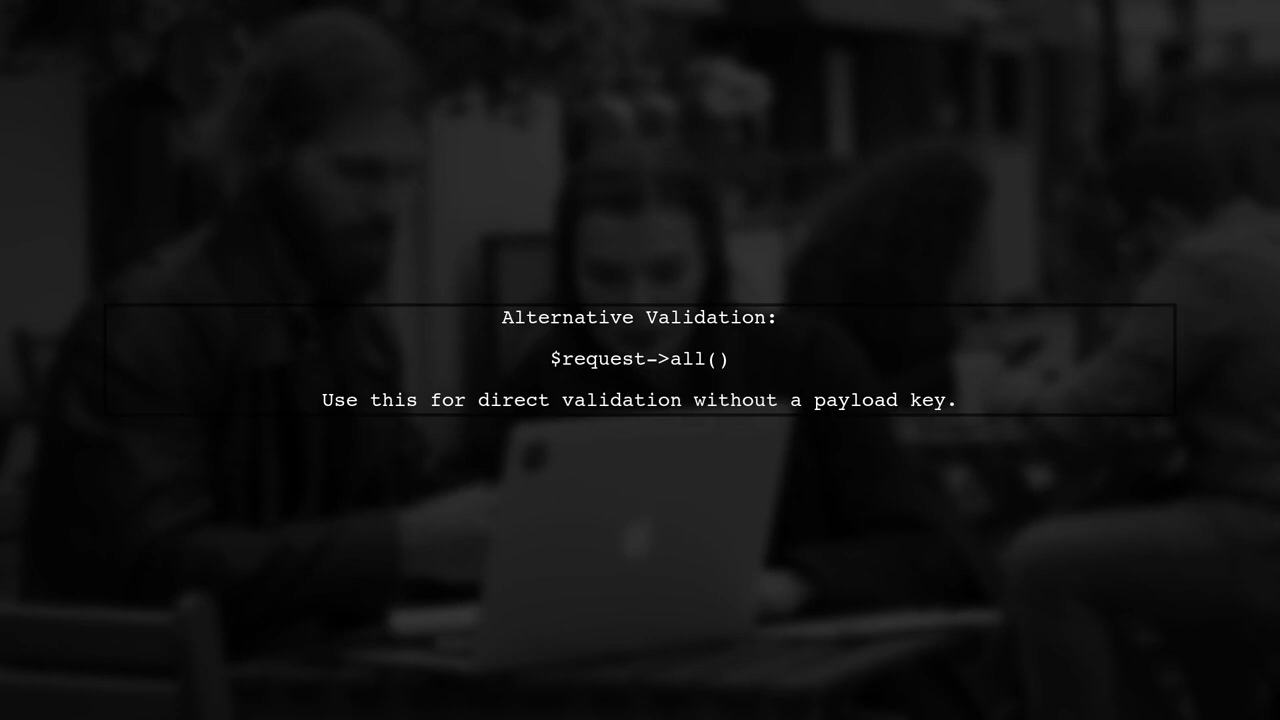 Alternative Validation:
$request->all()
Use this for direct validation without a payload key.